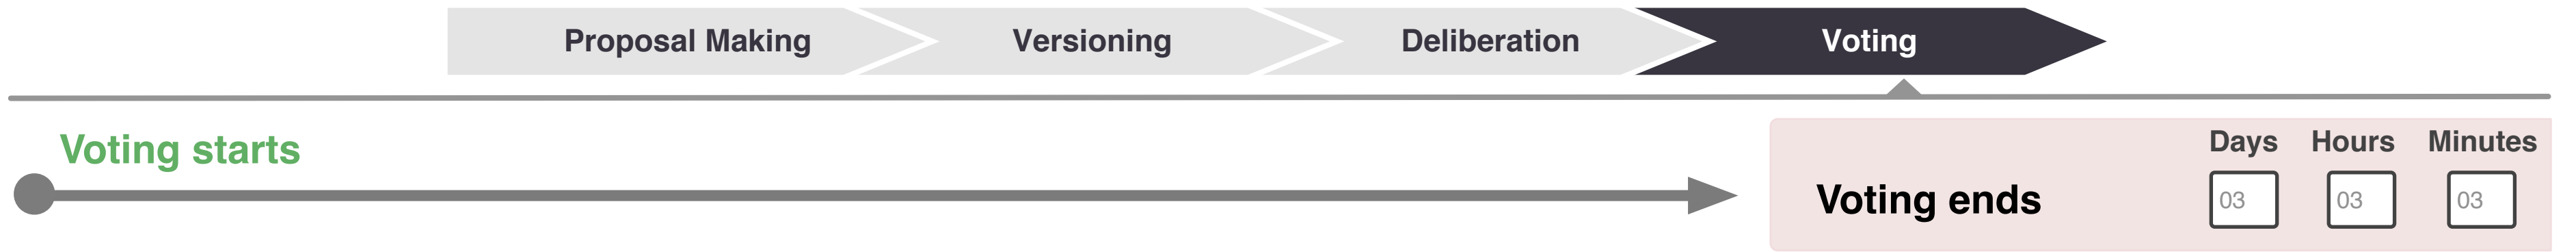 Proposal Making Versioning Deliberation Voting
Voting starts
Days Hours Minutes
Voting ends 03 03 03